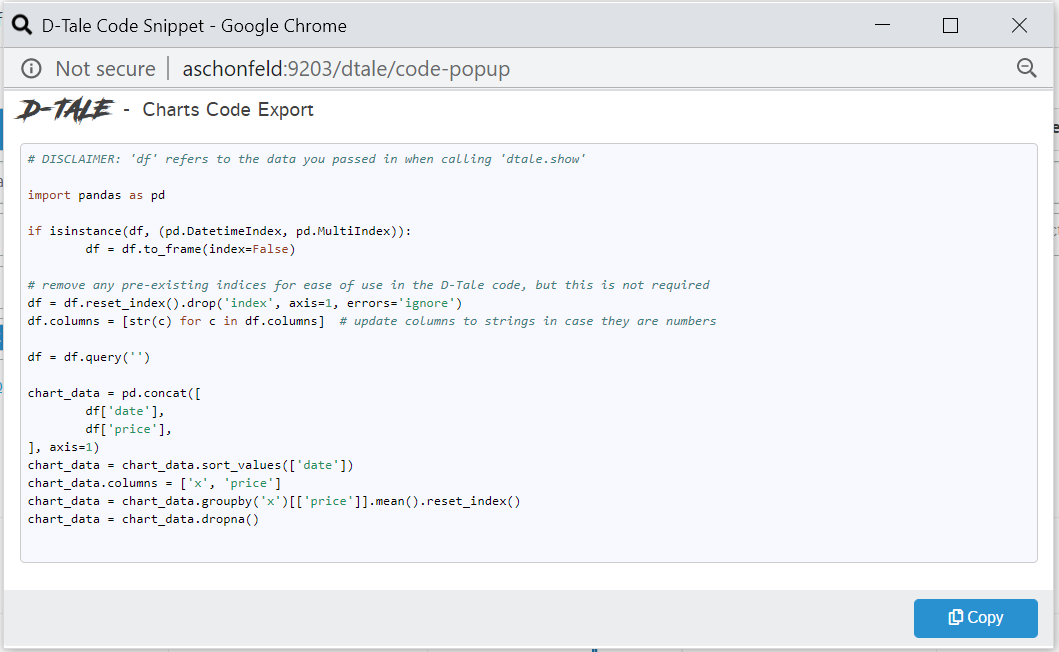 D-Tale Code Snippet - Google Chrome
Not secure | aschonfeld:9203/dtale/code-popup
D-TALE - Charts Code Export
# DISCLAIMER: 'df' refers to the data you passed in when calling 'dtale.show'
import pandas as pd
if isinstance(df, (pd.DatetimeIndex, pd.MultiIndex)):
        df = df.to_frame(index=False)
# remove any pre-existing indices for ease of use in the D-Tale code, but this is not required
df = df.reset_index().drop('index', axis=1, errors='ignore')
df.columns = [str(c) for c in df.columns]  # update columns to strings in case they are numbers
df = df.query('')
chart_data = pd.concat([
        df['date'],
        df['price'],
], axis=1)
chart_data = chart_data.sort_values(['date'])
chart_data.columns = ['x', 'price']
chart_data = chart_data.groupby('x')[['price']].mean().reset_index()
chart_data = chart_data.dropna()
Copy